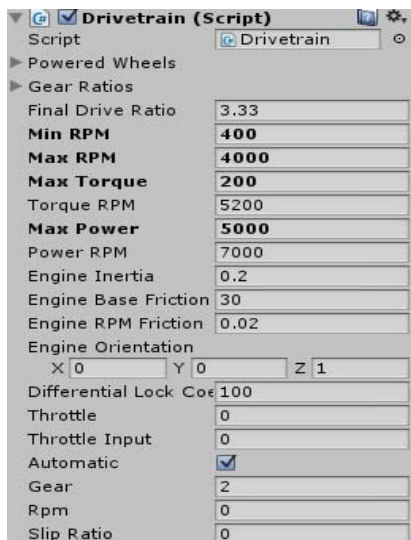 Drivetrain (Script)
Script Drivetrain
Powered Wheels
Gear Ratios
Final Drive Ratio 3.33
Min RPM 400
Max RPM 4000
Max Torque 200
Torque RPM 5200
Max Power 5000
Power RPM 7000
Engine Inertia 0.2
Engine Base Friction 30
Engine RPM Friction 0.02
Engine Orientation
X 0 Y 0 Z 1
Differential Lock Coe 100
Throttle 0
Throttle Input 0
Automatic
Gear 2
Rpm 0
Slip Ratio 0